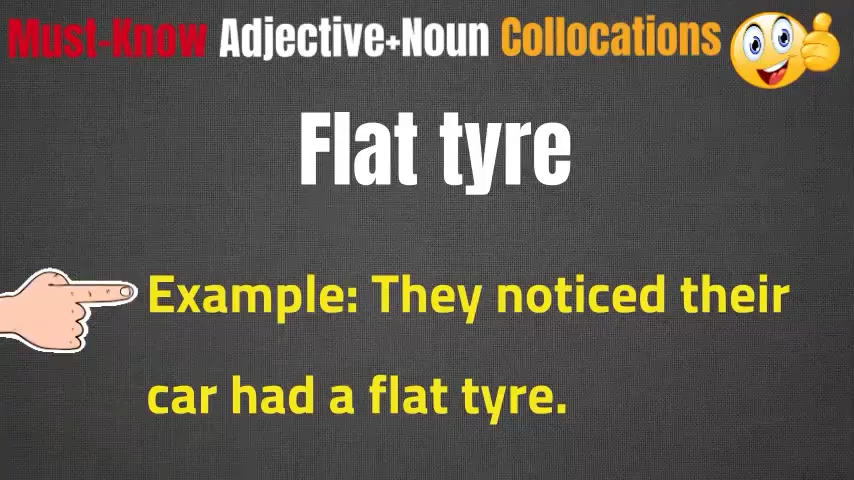 Must-Know Adjective+Noun Collocations
Flat tyre
Example: They noticed their
car had a flat tyre.